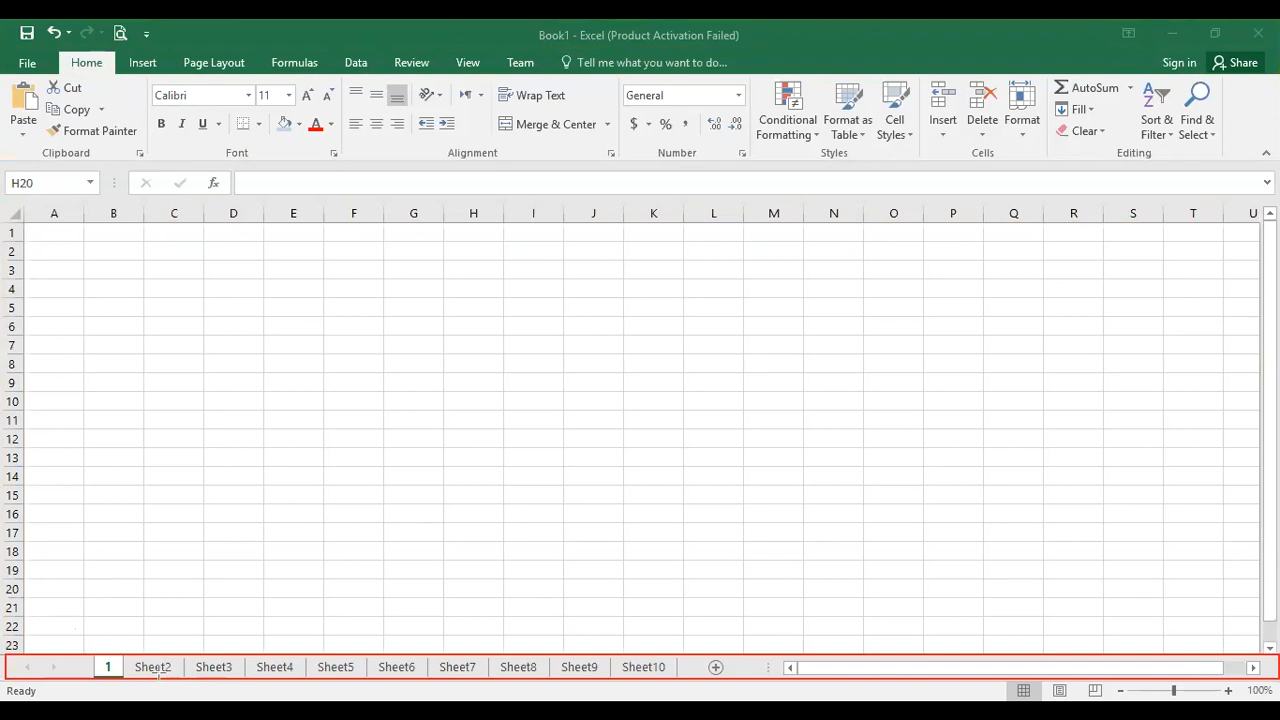 Book1 - Excel (Product Activation Failed)
File Home Insert Page Layout Formulas Data Review View Team Tell me what you want to do... Sign in Share
Paste
Cut
Copy
Format Painter
Clipboard
Calibri 11
B I U
Font
Wrap Text
Merge & Center
Alignment
General
$ % ,
Number
Conditional Formatting
Format as Table
Cell Styles
Styles
Insert
Delete
Format
Cells
AutoSum
Fill
Clear
Sort & Filter
Find & Select
Editing
H20 fx
A B C D E F G H I J K L M N O P Q R S T U
1
2
3
4
5
6
7
8
9
10
11
12
13
14
15
16
17
18
19
20
21
22
23
1 Sheet2 Sheet3 Sheet4 Sheet5 Sheet6 Sheet7 Sheet8 Sheet9 Sheet10
Ready 100%